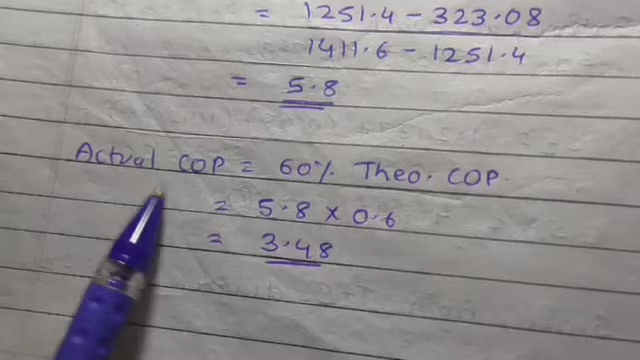 = 1251.4 - 323.08
1411.6 - 1251.4
= 5.8
Actual COP = 60% Theo. COP.
= 5.8 x 0.6
= 3.48